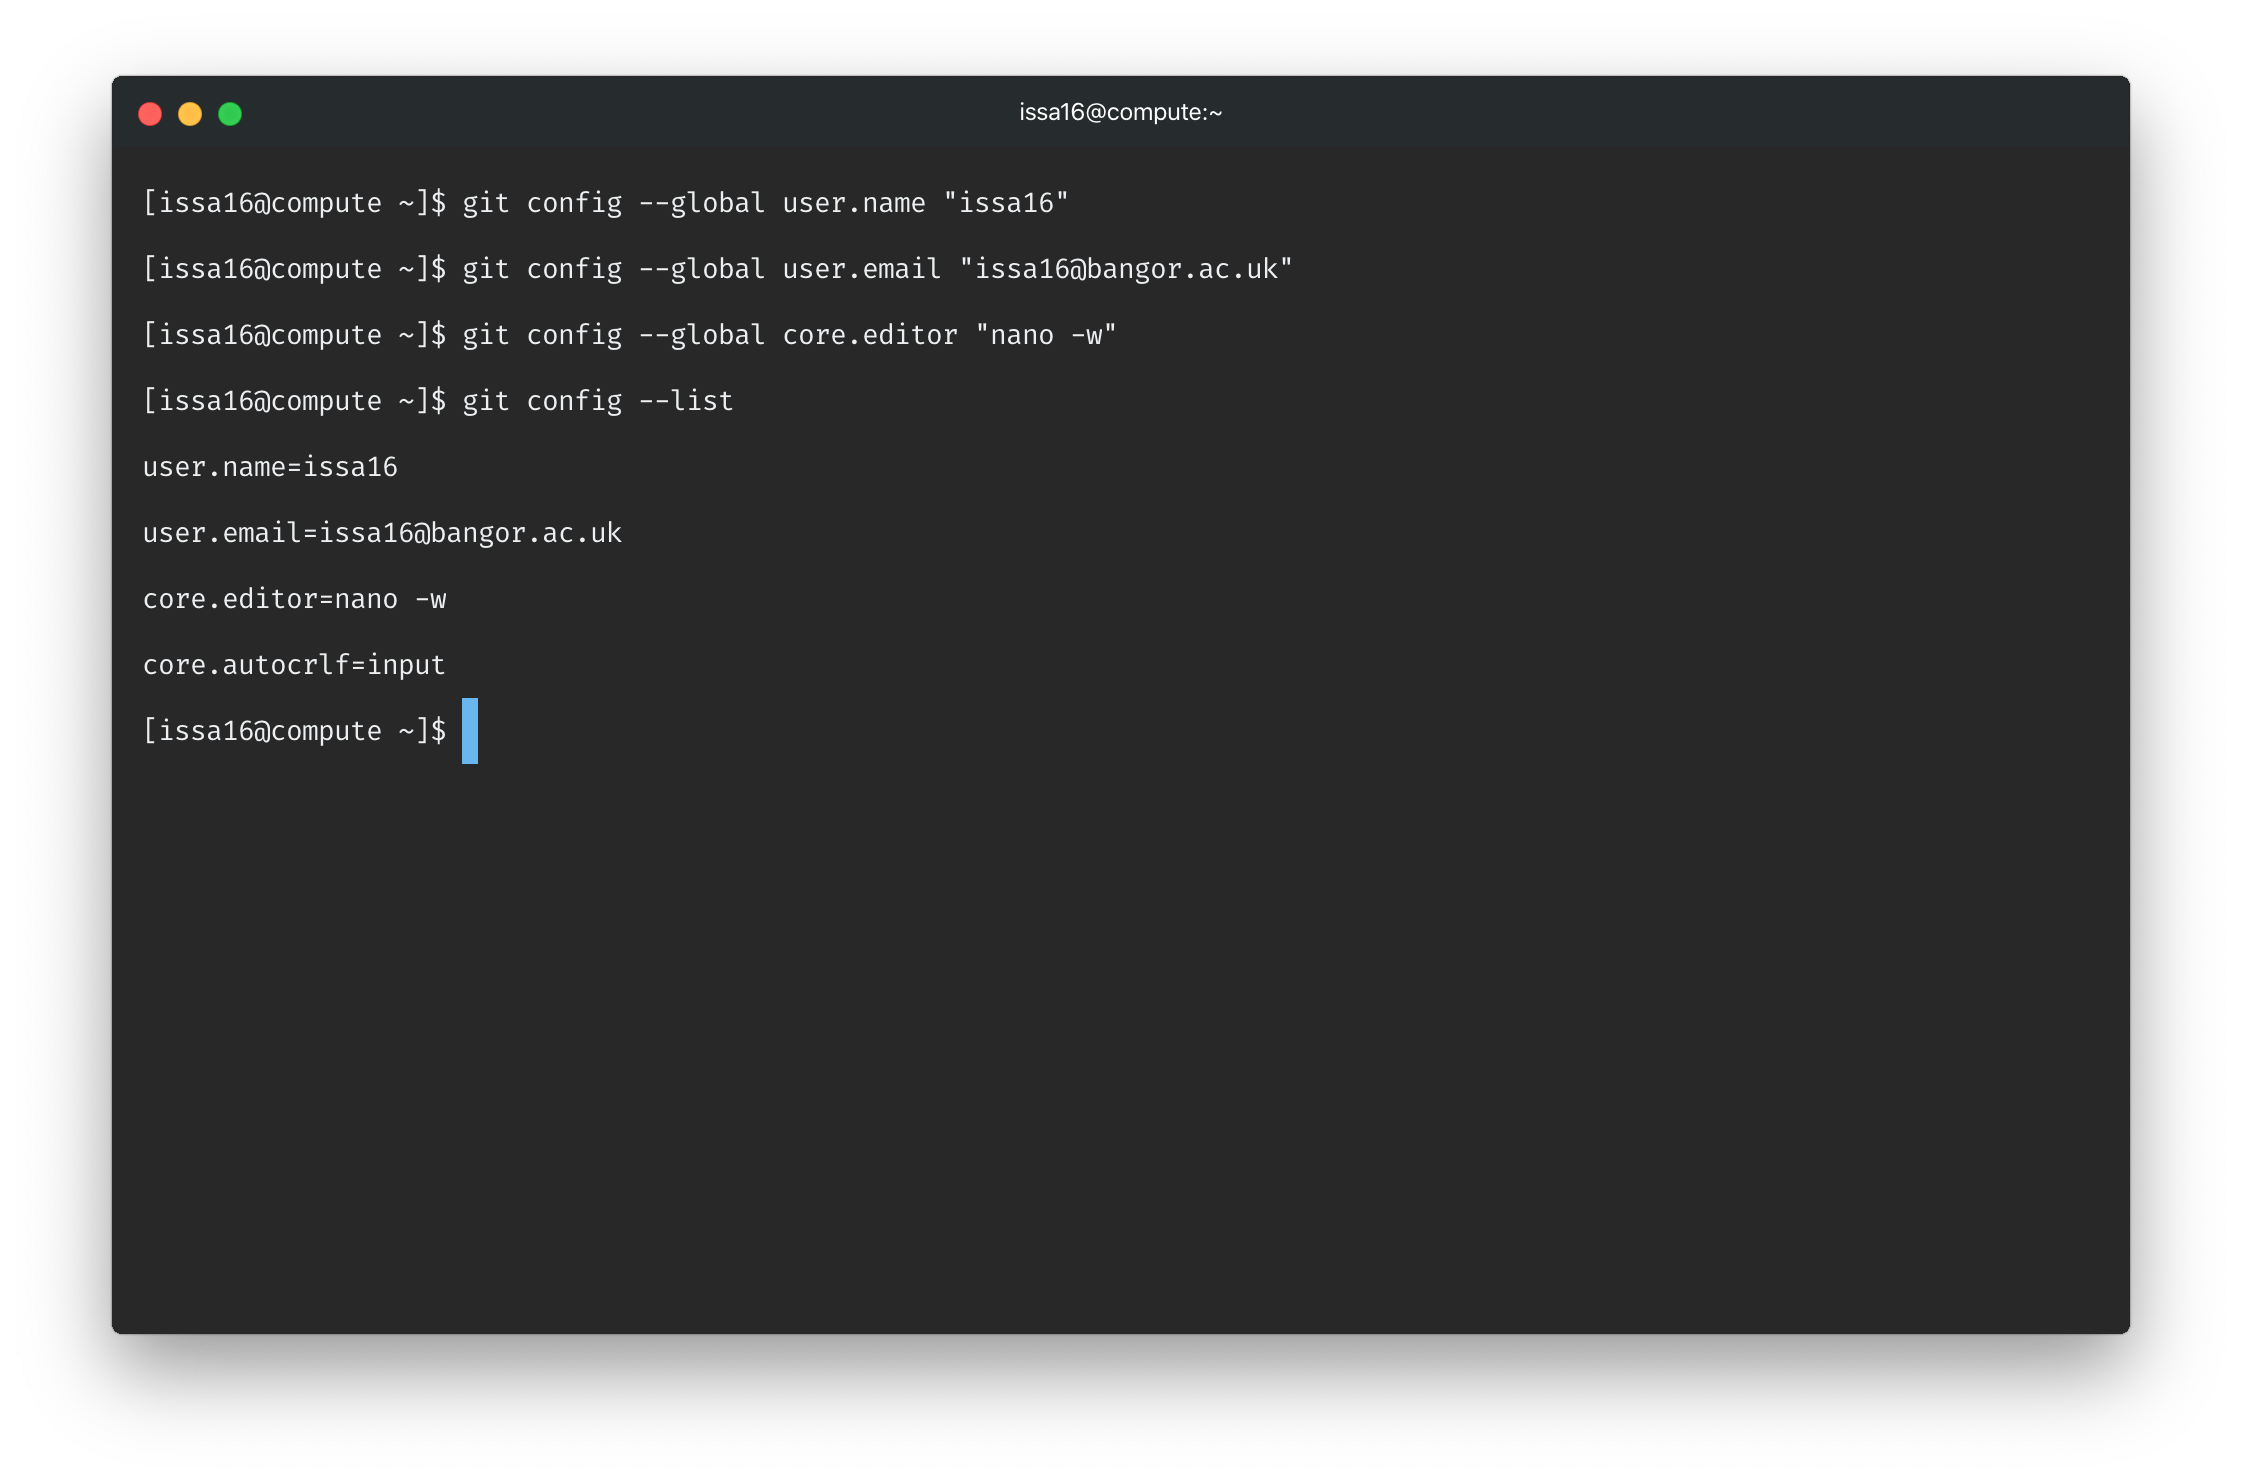 issa16@compute:~
[issa16@compute ~]$ git config --global user.name "issa16"
[issa16@compute ~]$ git config --global user.email "issa16@bangor.ac.uk"
[issa16@compute ~]$ git config --global core.editor "nano -w"
[issa16@compute ~]$ git config --list
user.name=issa16
user.email=issa16@bangor.ac.uk
core.editor=nano -w
core.autocrlf=input
[issa16@compute ~]$